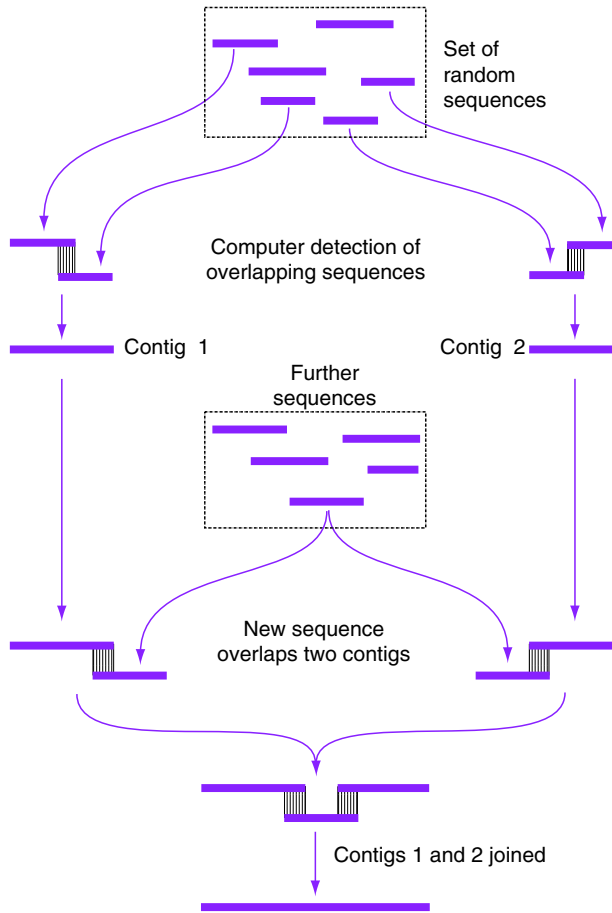 Set of
random
sequences
Computer detection of
overlapping sequences
Contig 1
Contig 2
Further
sequences
New sequence
overlaps two contigs
Contigs 1 and 2 joined